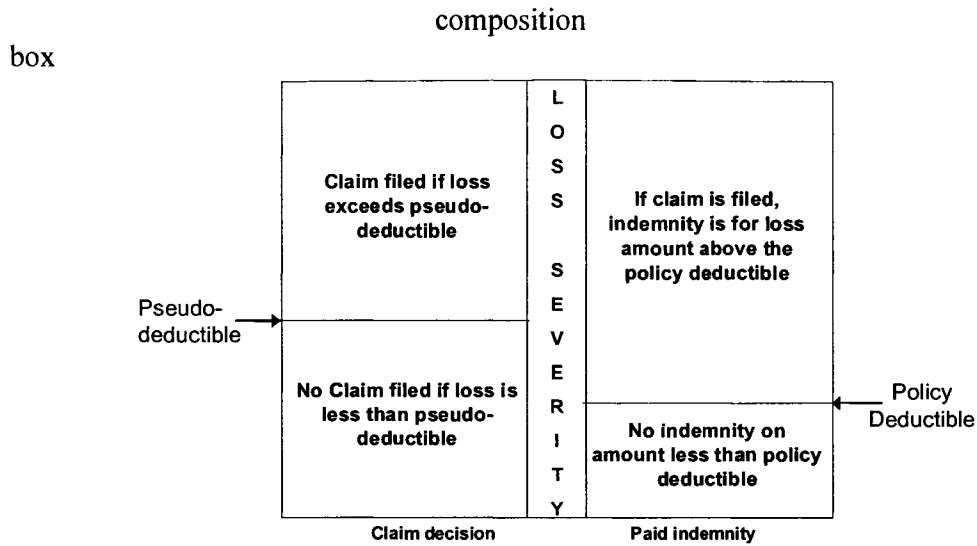 composition
box
Claim filed if loss
exceeds pseudo-
deductible
Pseudo-
deductible
No Claim filed if loss is
less than pseudo-
deductible
L
O
S
S
S
E
V
E
R
I
T
Y
If claim is filed,
indemnity is for loss
amount above the
policy deductible
Policy
Deductible
No indemnity on
amount less than policy
deductible
Claim decision
Paid indemnity